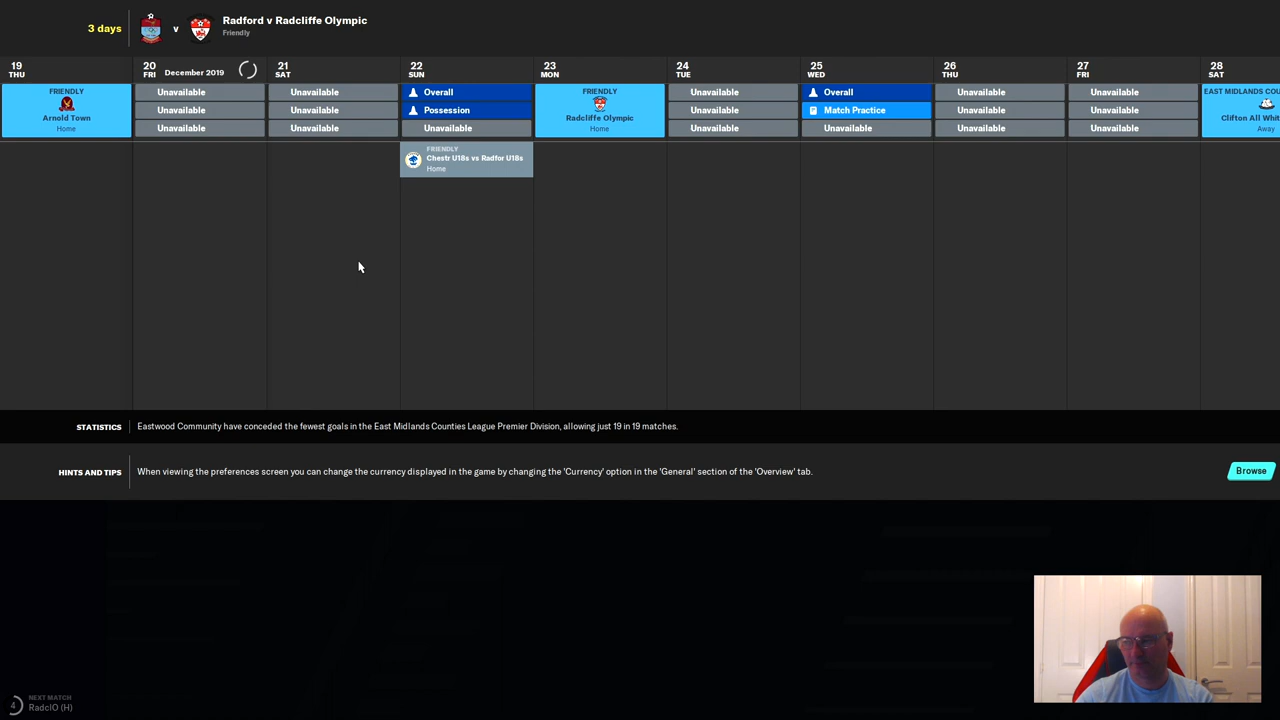 3 days
v
Radford v Radcliffe Olympic
Friendly
19
THU
20
FRI
December 2019
21
SAT
22
SUN
23
MON
24
TUE
25
WED
26
THU
27
FRI
28
SAT
FRIENDLY
Arnold Town
Home
Unavailable
Unavailable
Unavailable
Unavailable
Unavailable
Unavailable
Overall
Possession
Unavailable
FRIENDLY
Radcliffe Olympic
Home
Unavailable
Unavailable
Unavailable
Overall
Match Practice
Unavailable
Unavailable
Unavailable
Unavailable
Unavailable
Unavailable
Unavailable
EAST MIDLANDS COU
Clifton All Whit
Away
FRIENDLY
Chestr U18s vs Radfor U18s
Home
STATISTICS
Eastwood Community have conceded the fewest goals in the East Midlands Counties League Premier Division, allowing just 19 in 19 matches.
HINTS AND TIPS
When viewing the preferences screen you can change the currency displayed in the game by changing the 'Currency' option in the 'General' section of the 'Overview' tab.
Browse
4
NEXT MATCH
RadclO (H)